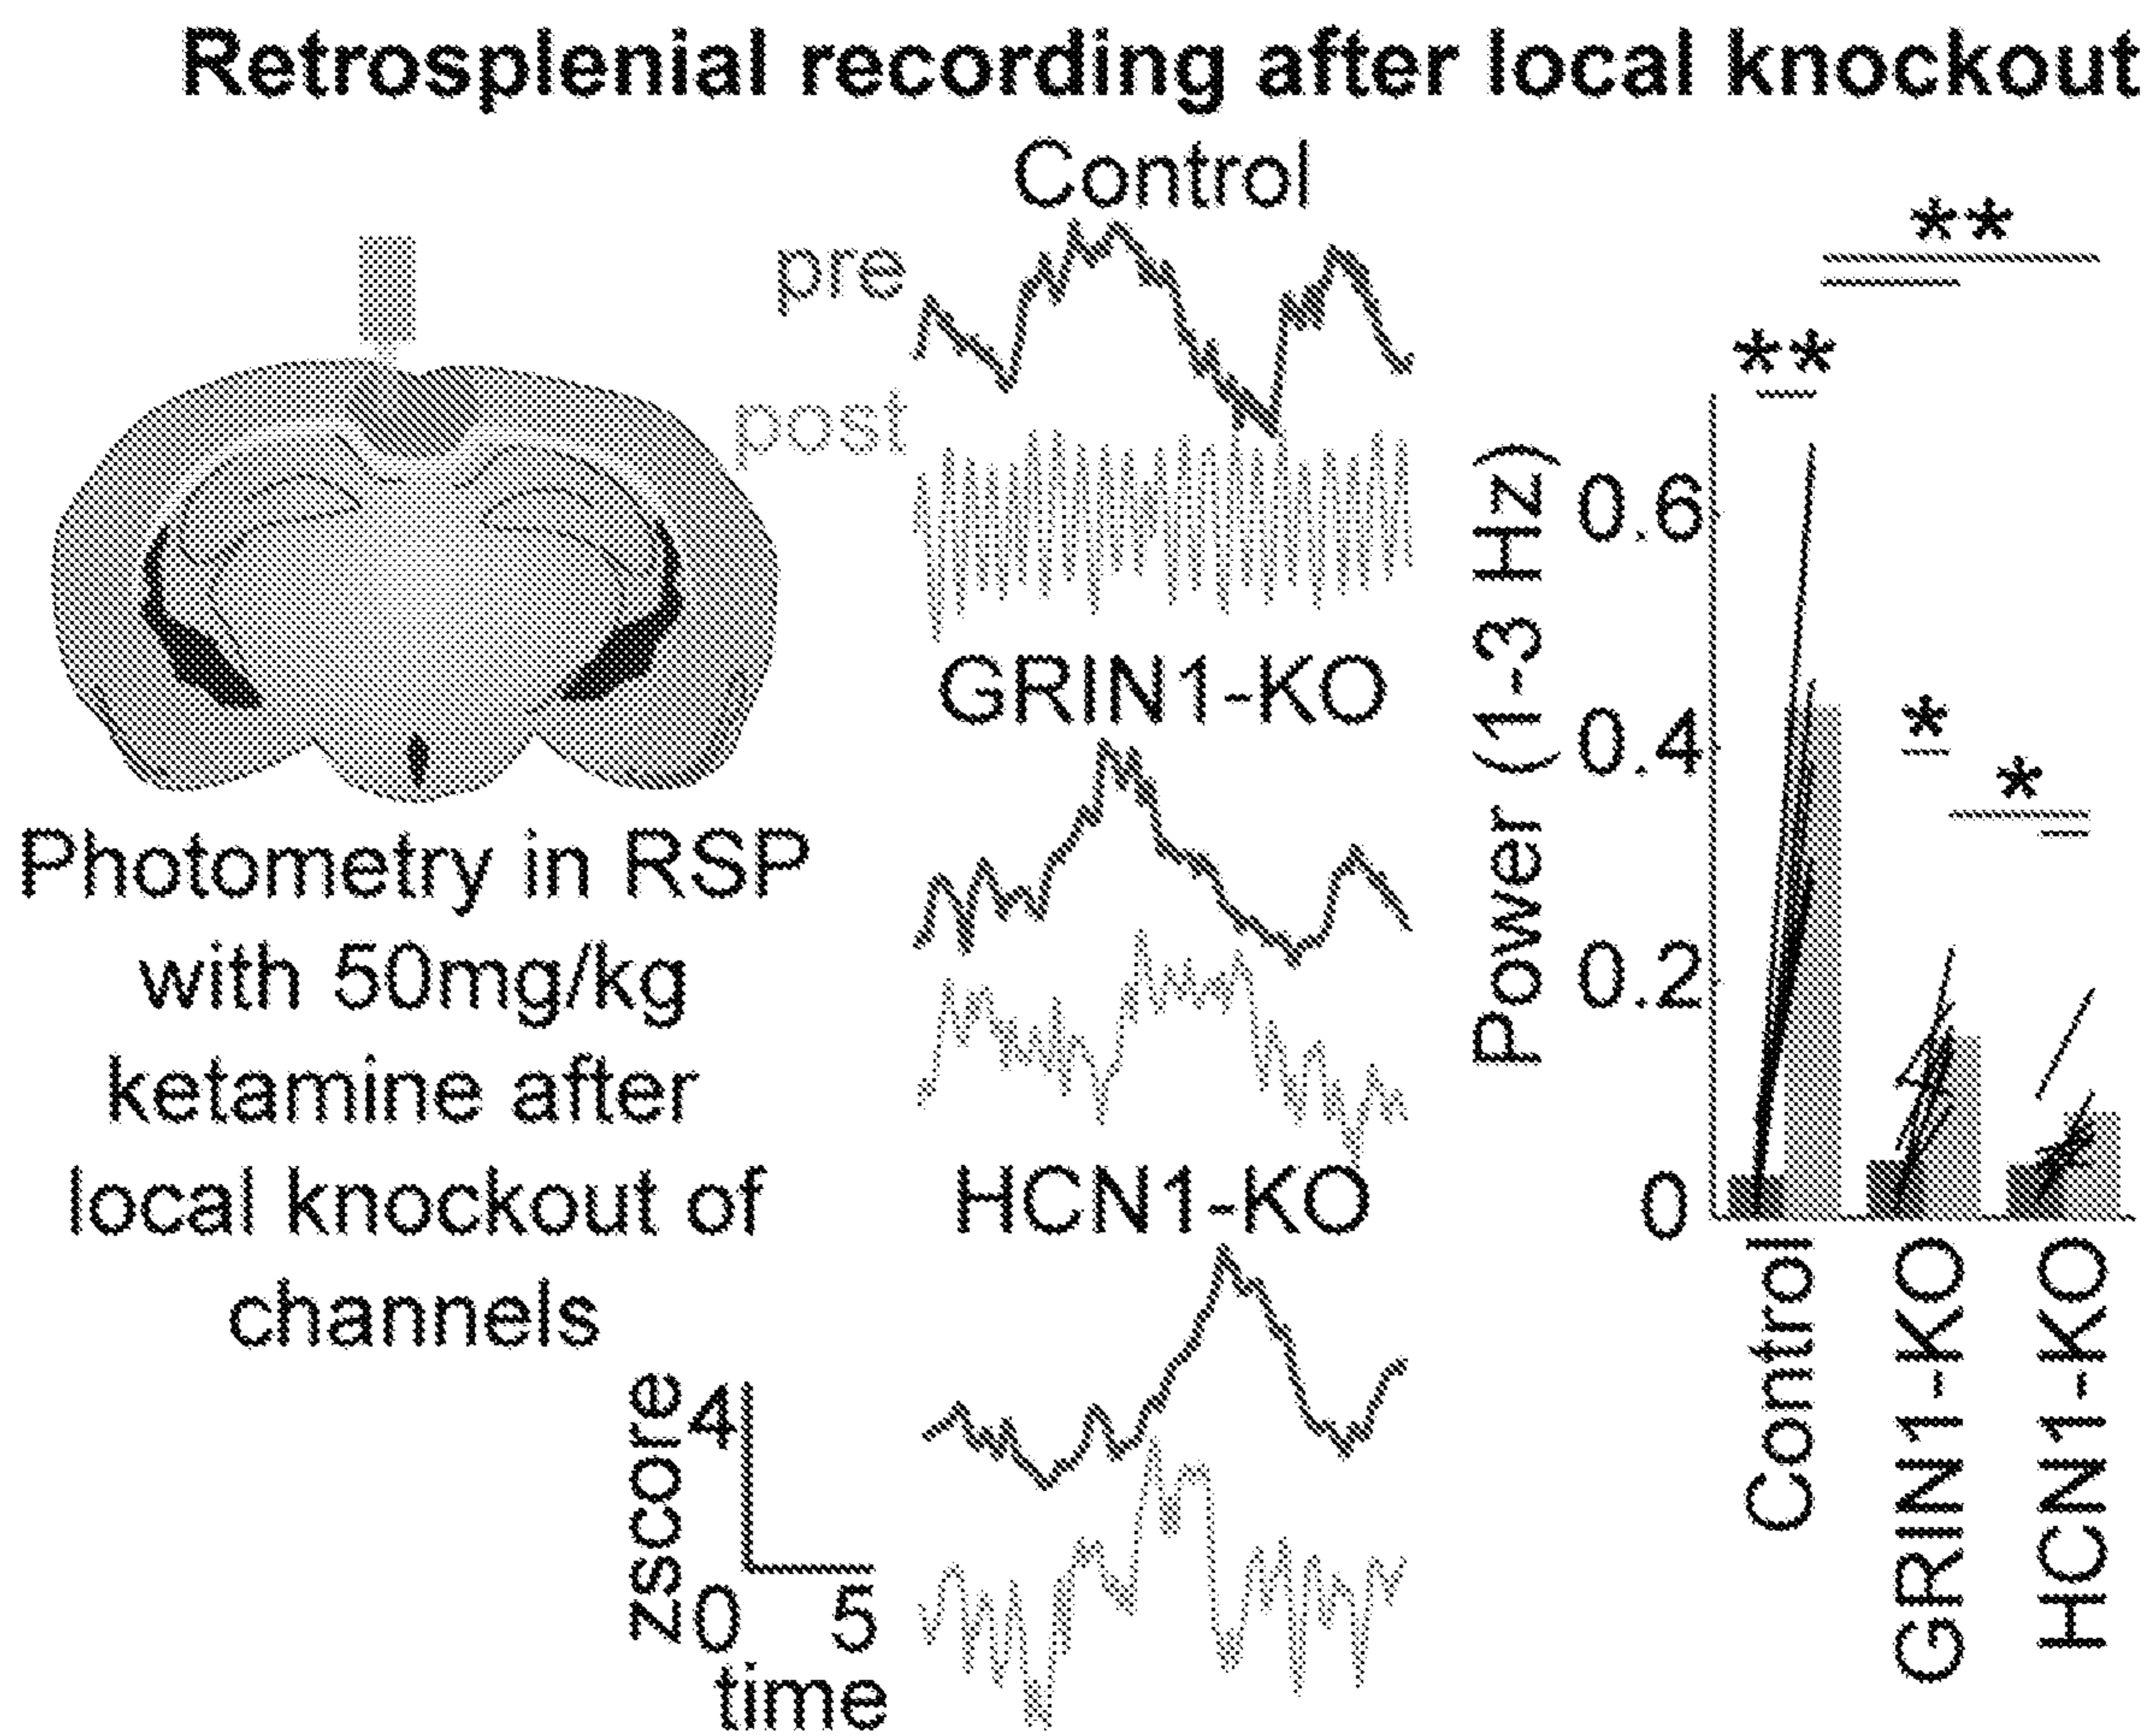 Retrosplenial recording after local knockout
Photometry in RSP
with 50mg/kg
ketamine after
local knockout of
channels
Control
pre
post
GRIN1-KO
HCN1-KO
zscore
4
0
5
time
**
**
*
*
Power (1-3 Hz)
0.6
0.4
0.2
0
Control
GRIN1-KO
HCN1-KO